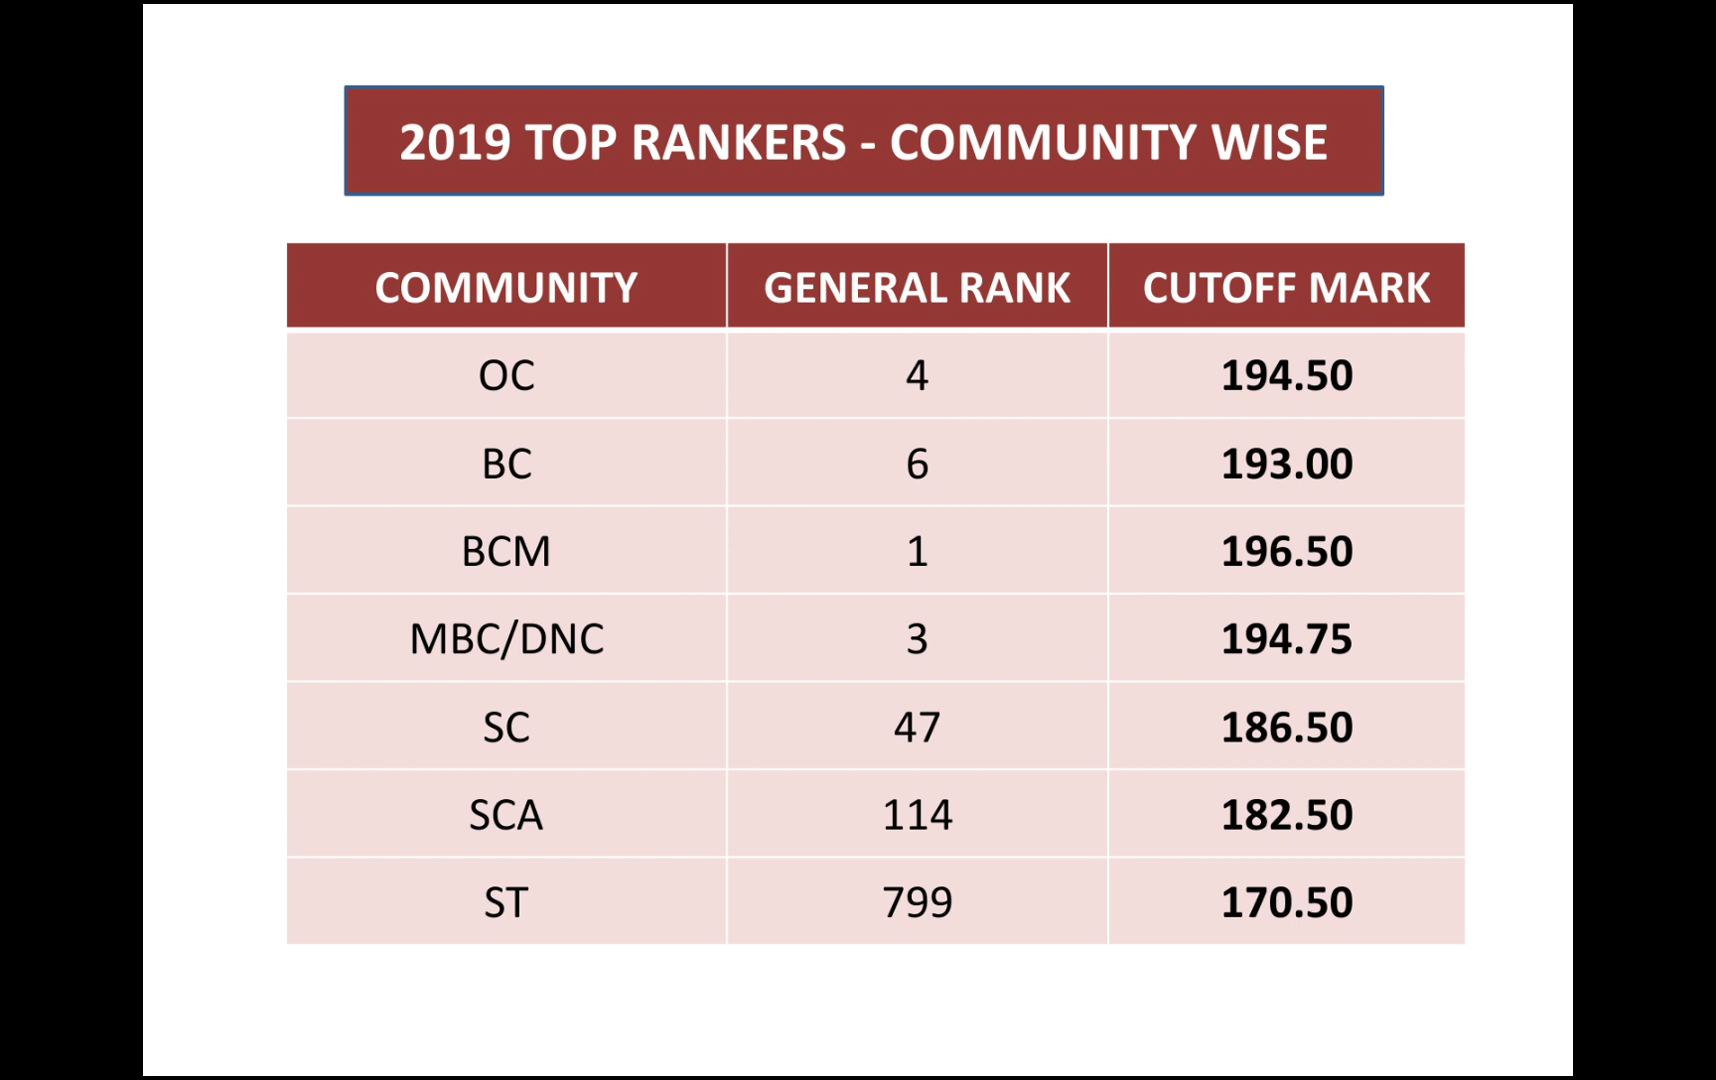 2019 TOP RANKERS - COMMUNITY WISE
COMMUNITY GENERAL RANK CUTOFF MARK
OC 4 194.50
BC 6 193.00
BCM 1 196.50
MBC/DNC 3 194.75
SC 47 186.50
SCA 114 182.50
ST 799 170.50